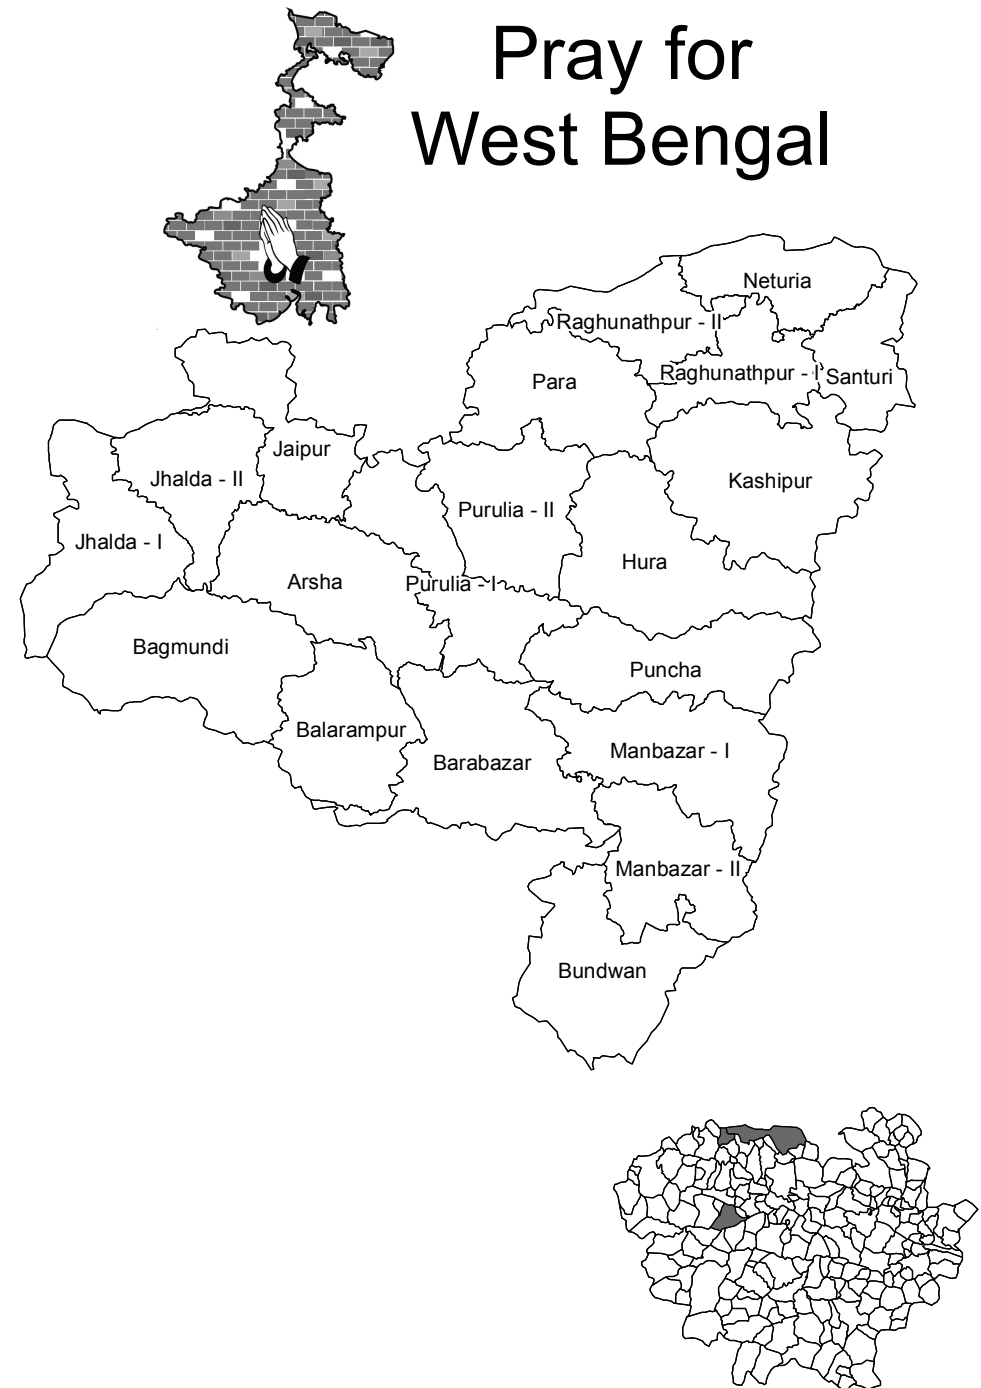 Pray for
West Bengal
Neturia
Raghunathpur - II
Raghunathpur - I
Santuri
Para
Jaipur
Jhalda - II
Kashipur
Purulia - II
Jhalda - I
Hura
Arsha
Purulia - I
Bagmundi
Puncha
Balarampur
Manbazar - I
Barabazar
Manbazar - II
Bundwan